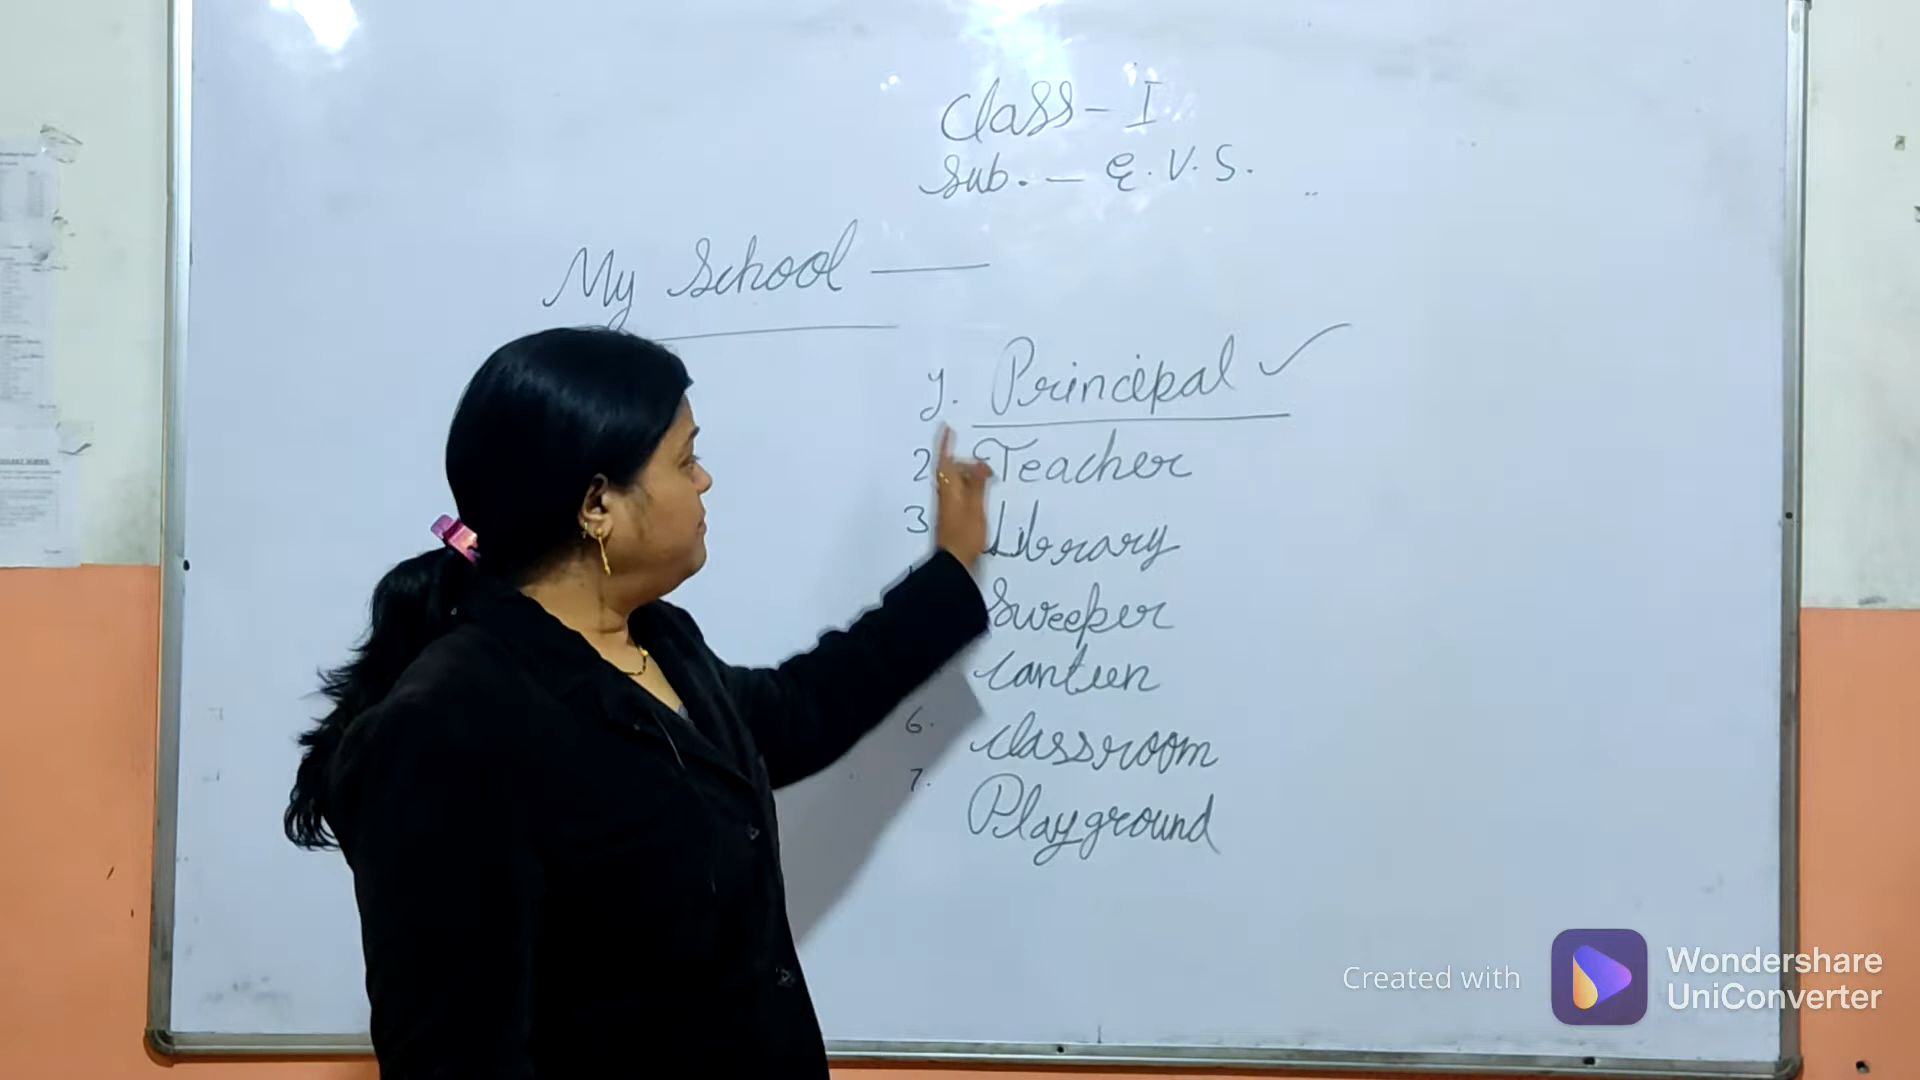 Class - I
Sub. - E.V.S.
My School —
1. Principal ✓
2 Teacher
3 Library
Sweeper
Canteen
6. Classroom
7. Playground
Created with
Wondershare
UniConverter